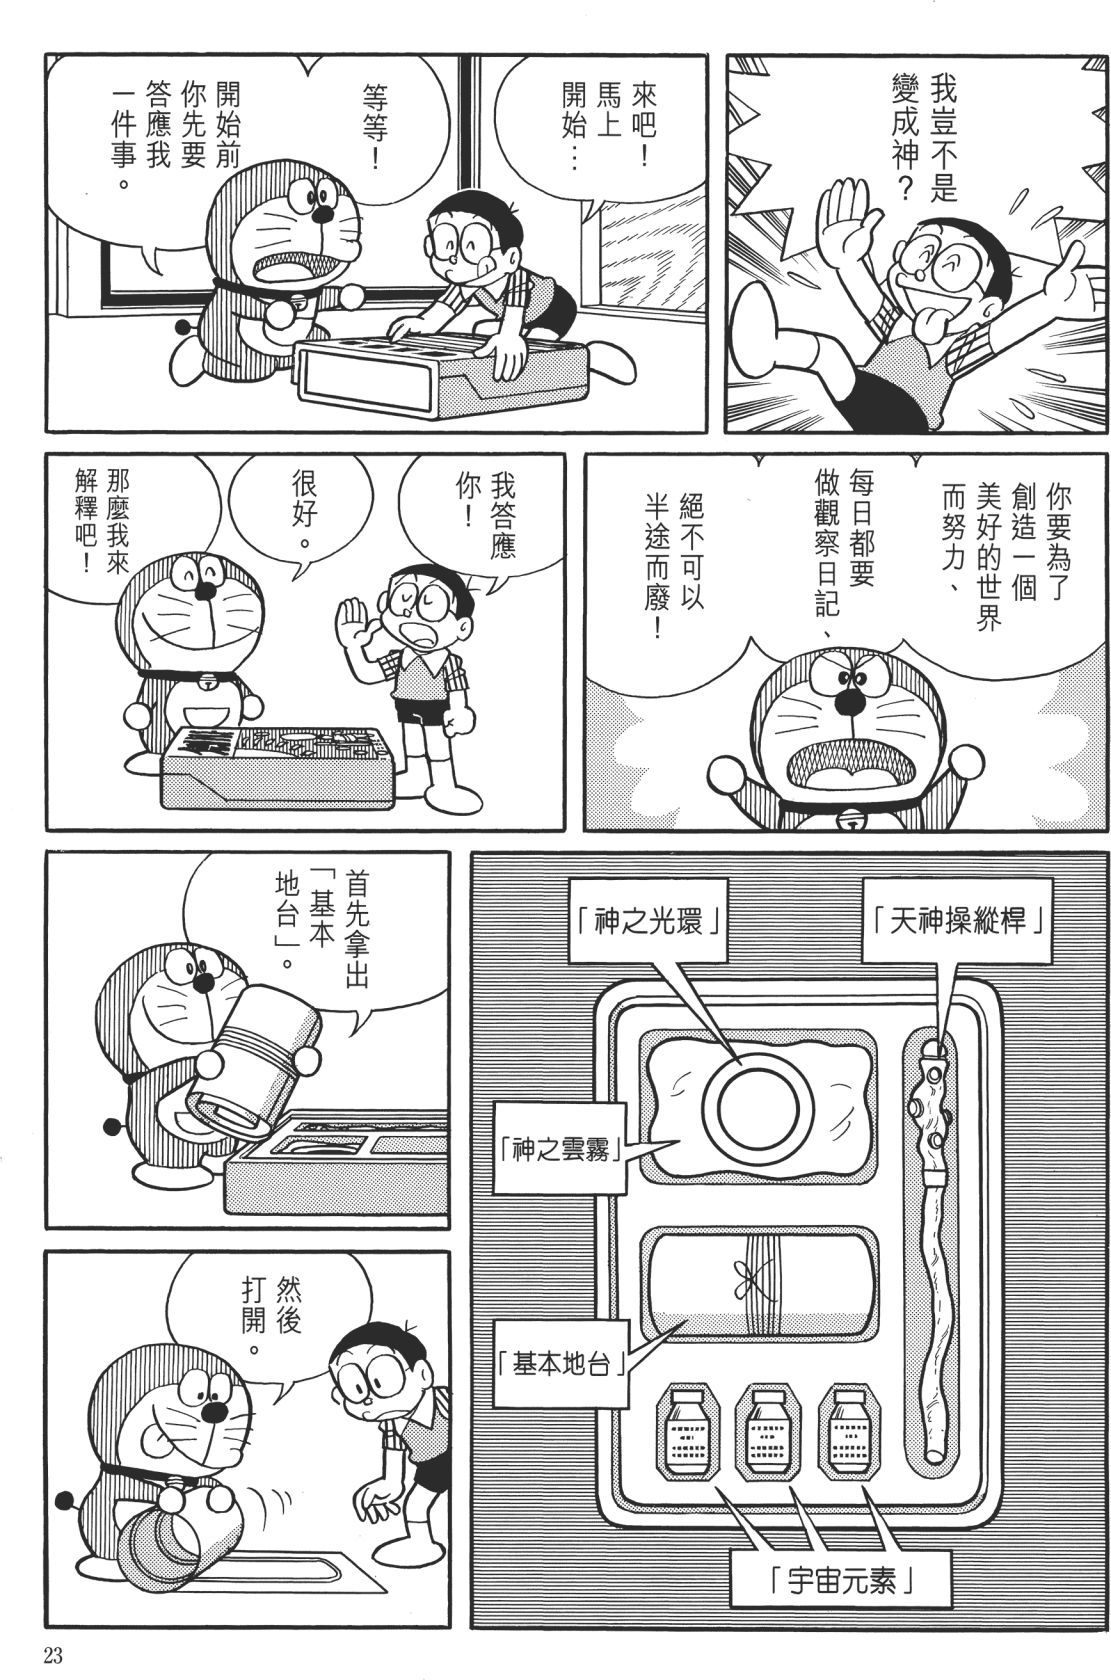 我豈不是
變成神？
來吧！
馬上
開始…
等等！
開始前
你先要
答應我
一件事。
你要為了
創造一個
美好的世界
而努力、
每日都要
做觀察日記、
絕不可以
半途而廢！
我答應
你！
很好。
那麼我來
解釋吧！
「天神操縱桿」
「神之光環」
「神之雲霧」
「基本地台」
「宇宙元素」
首先拿出
「基本
地台」。
然後
打開。
23